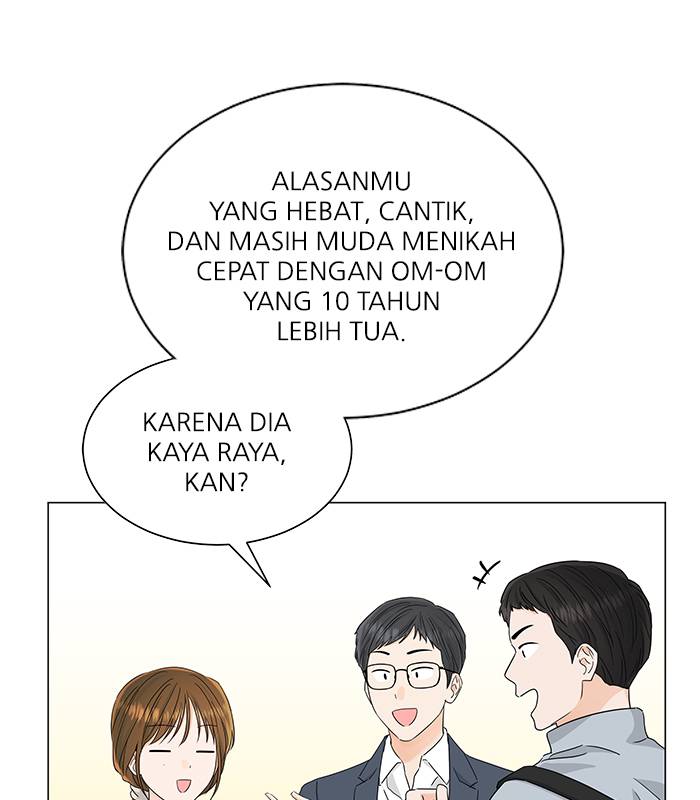 ALASANMU
YANG HEBAT, CANTIK,
DAN MASIH MUDA MENIKAH
CEPAT DENGAN OM-OM
YANG 10 TAHUN
LEBIH TUA.
KARENA DIA
KAYA RAYA,
KAN?